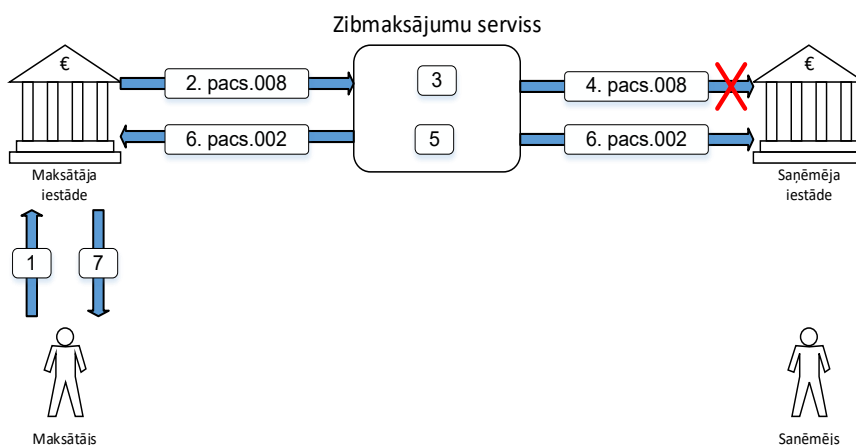 Zibmaksājumu serviss
€
2. pacs.008
3
4. pacs.008
€
6. pacs.002
5
6. pacs.002
Maksātāja
iestāde
Saņēmēja
iestāde
1
7
Maksātājs
Saņēmējs